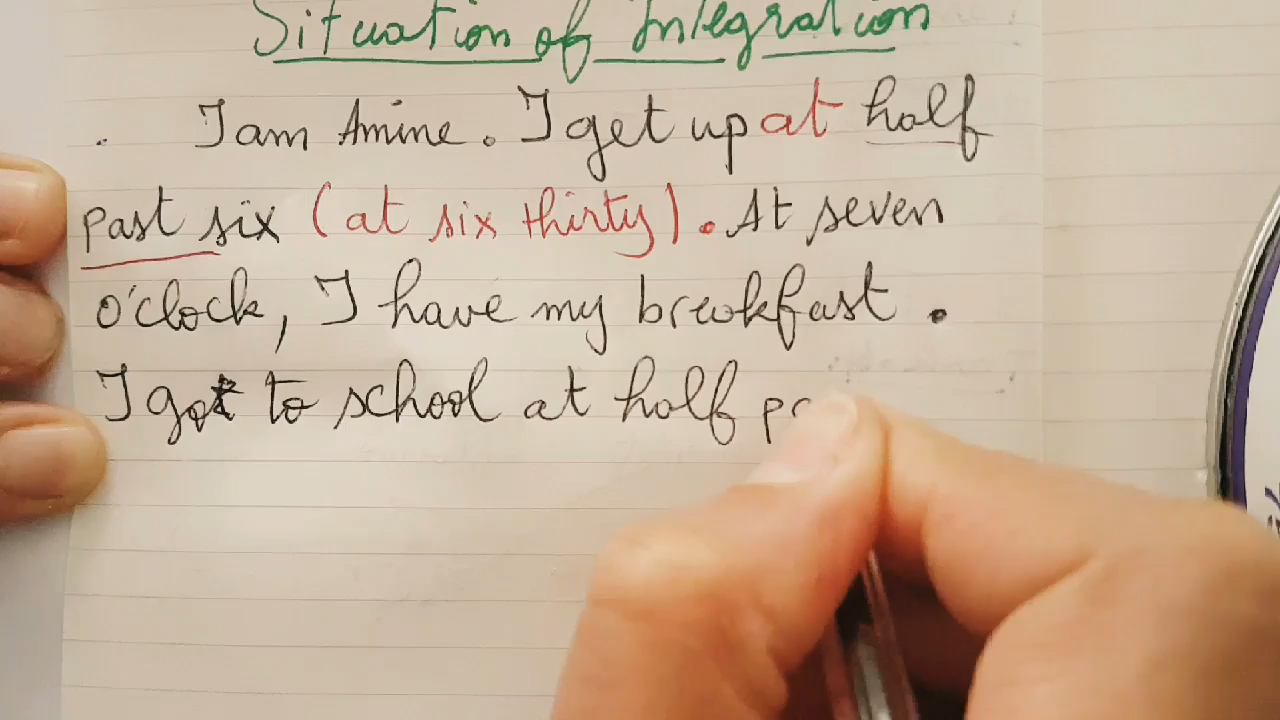 Situation of Integration
. I am Amine. I get up at half
past six (at six thirty). At seven
o'clock, I have my breakfast.
I go to school at half